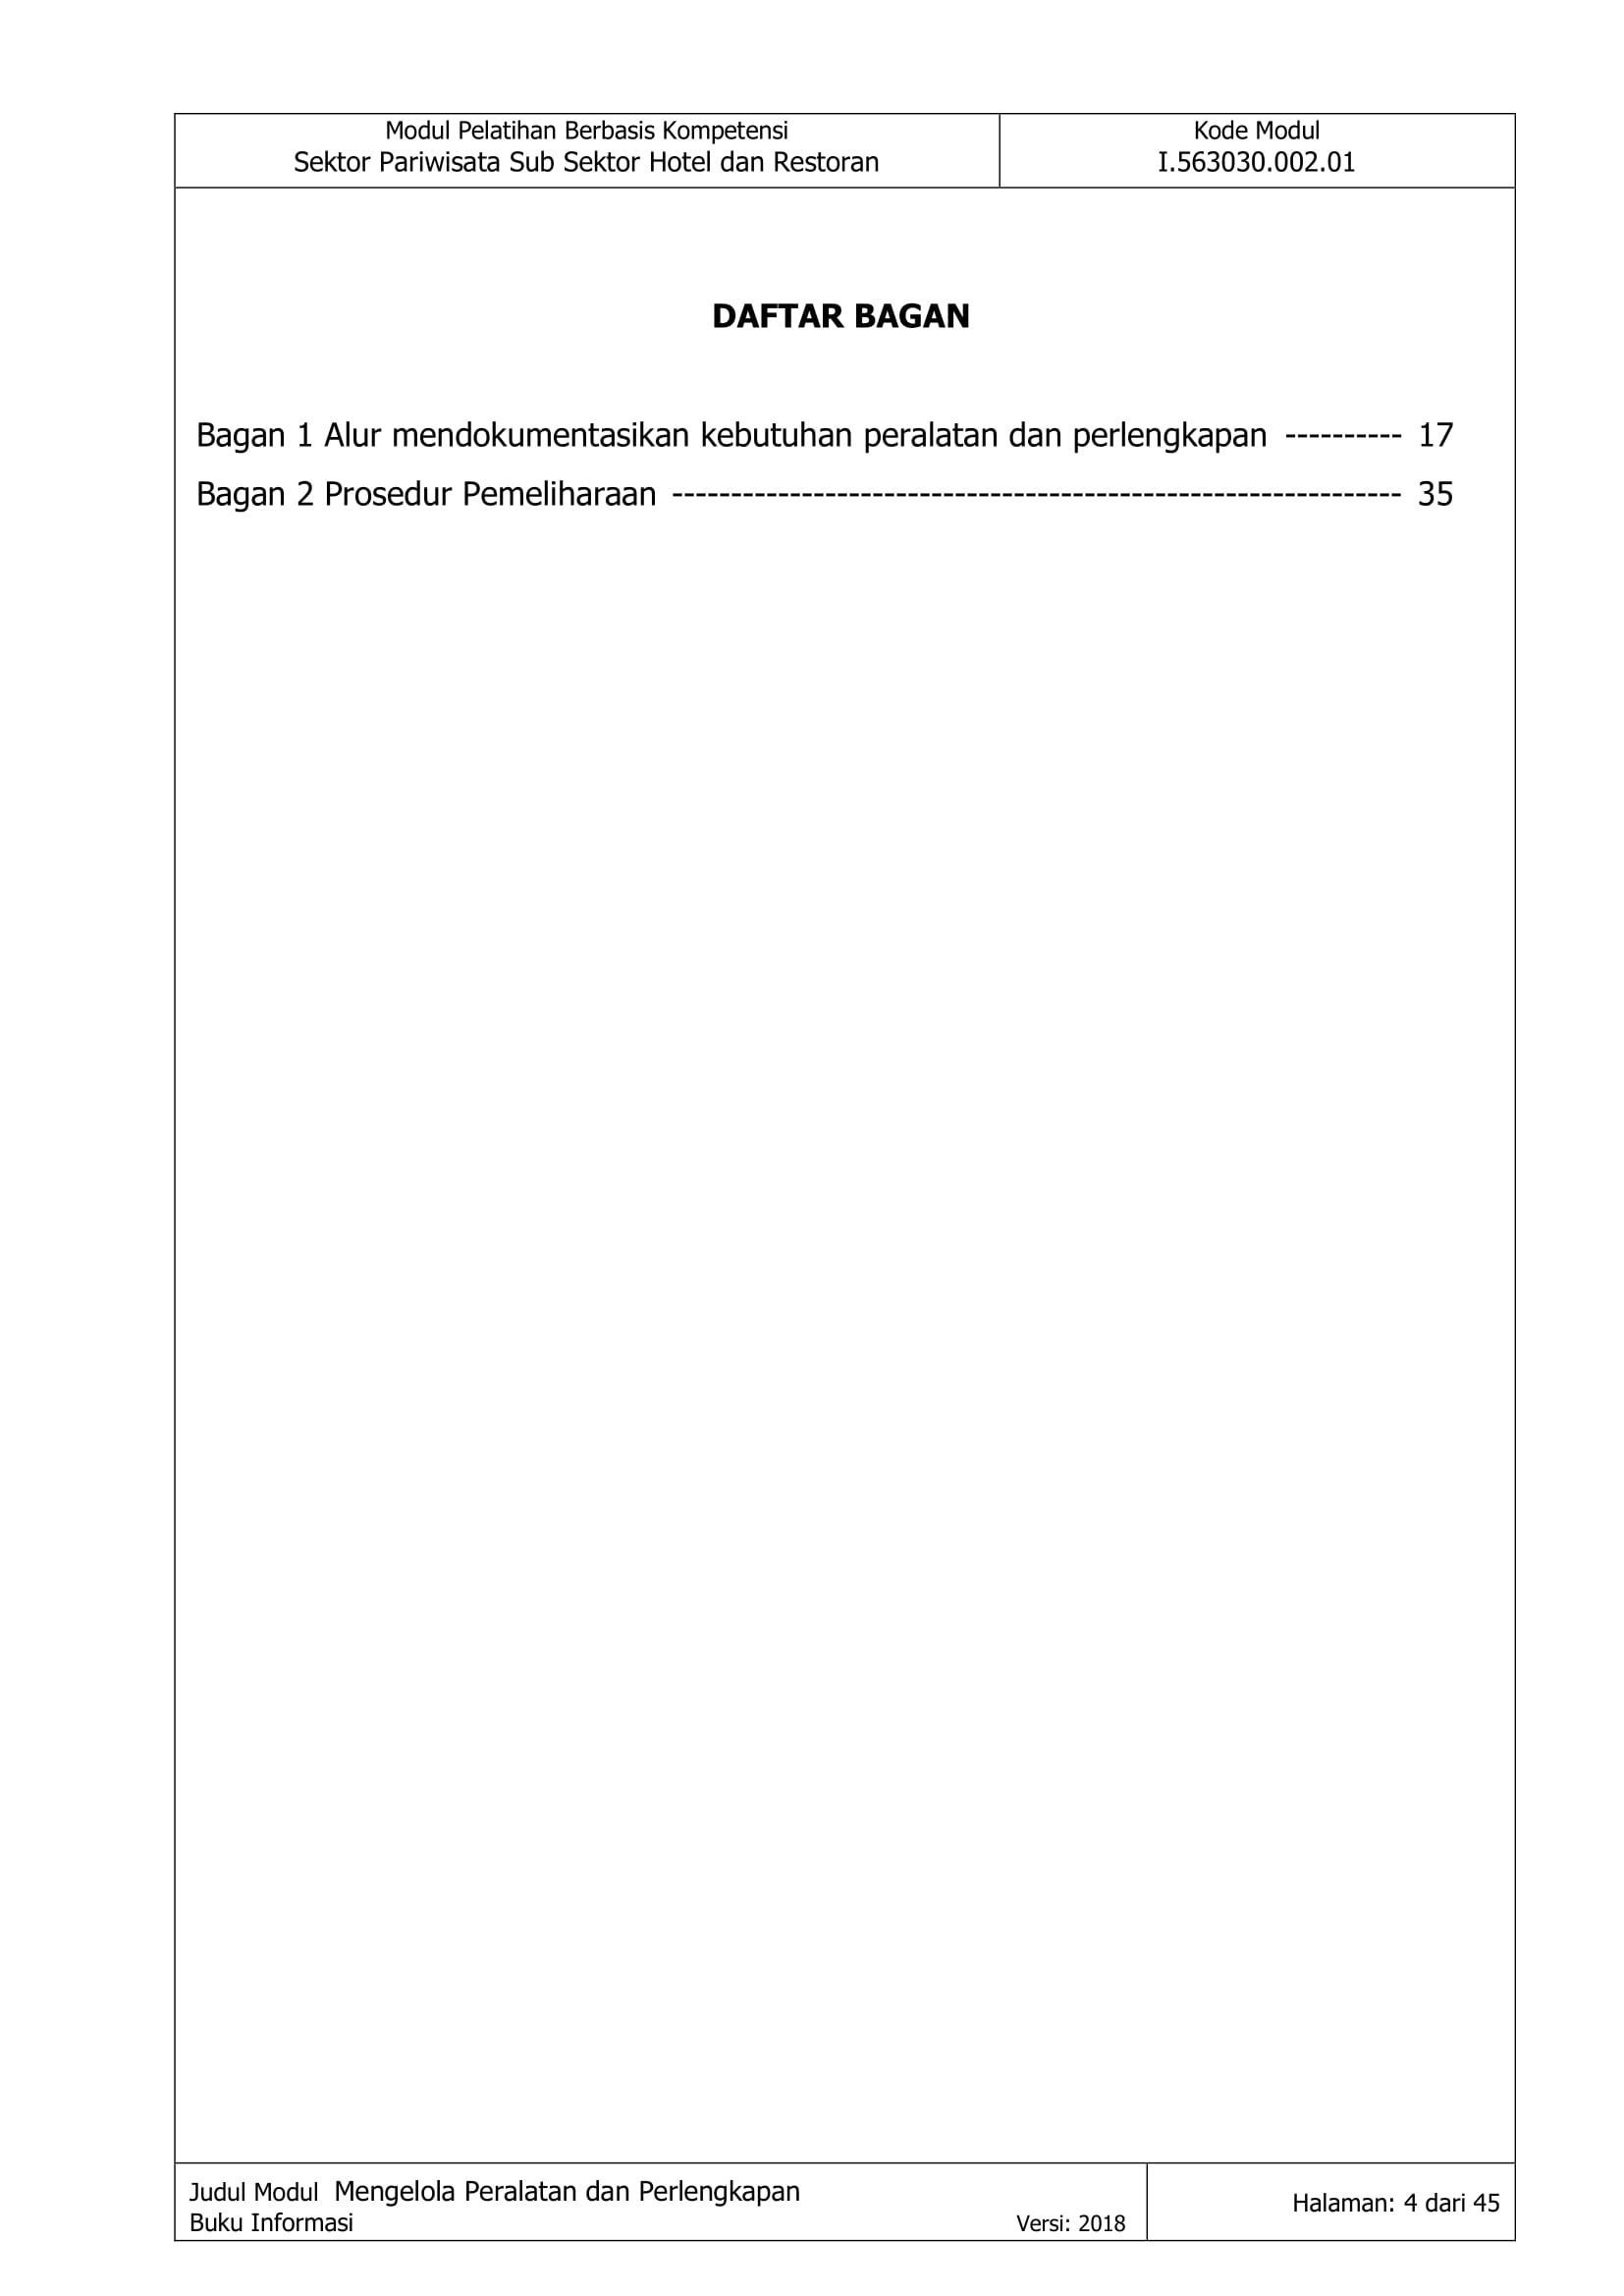 Modul Pelatihan Berbasis Kompetensi
Sektor Pariwisata Sub Sektor Hotel dan Restoran
Kode Modul
I.563030.002.01
DAFTAR BAGAN
Bagan 1 Alur mendokumentasikan kebutuhan peralatan dan perlengkapan ---------- 17
Bagan 2 Prosedur Pemeliharaan -------------------------------------------------------------- 35
Judul Modul Mengelola Peralatan dan Perlengkapan
Buku Informasi
Versi: 2018
Halaman: 4 dari 45